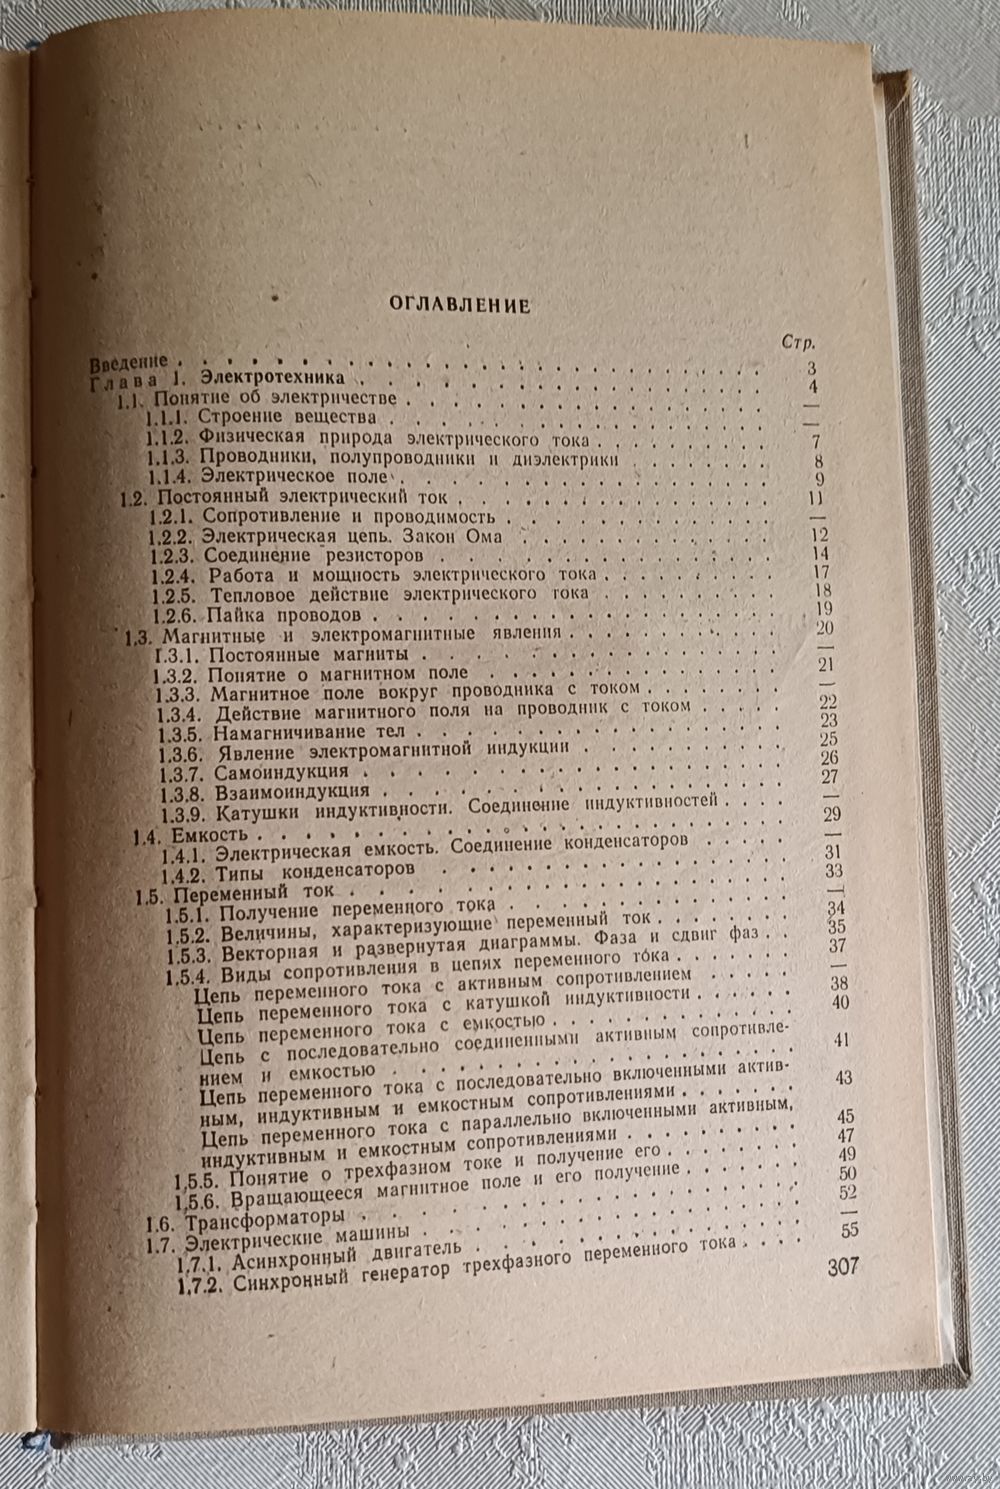 ОГЛАВЛЕНИЕ
Стр.
Введение . . . . . . . . . . . . . . . . . . . . 3
Глава 1. Электротехника . . . . . . . . . . . . . . . 4
1.1. Понятие об электричестве . . . . . . . . . . . . . —
1.1.1. Строение вещества . . . . . . . . . . . . . . —
1.1.2. Физическая природа электрического тока . . . . . . . 7
1.1.3. Проводники, полупроводники и диэлектрики . . . . . . 8
1.1.4. Электрическое поле . . . . . . . . . . . . . . 9
1.2. Постоянный электрический ток . . . . . . . . . . . . 11
1.2.1. Сопротивление и проводимость . . . . . . . . . . —
1.2.2. Электрическая цепь. Закон Ома . . . . . . . . . . 12
1.2.3. Соединение резисторов . . . . . . . . . . . . . 14
1.2.4. Работа и мощность электрического тока . . . . . . . 17
1.2.5. Тепловое действие электрического тока . . . . . . . 18
1.2.6. Пайка проводов . . . . . . . . . . . . . . . 19
1.3. Магнитные и электромагнитные явления . . . . . . . . . 20
1.3.1. Постоянные магниты . . . . . . . . . . . . . . —
1.3.2. Понятие о магнитном поле . . . . . . . . . . . . 21
1.3.3. Магнитное поле вокруг проводника с током . . . . . . —
1.3.4. Действие магнитного поля на проводник с током . . . . . 22
1.3.5. Намагничивание тел . . . . . . . . . . . . . . 23
1.3.6. Явление электромагнитной индукции . . . . . . . . 25
1.3.7. Самоиндукция . . . . . . . . . . . . . . . . 26
1.3.8. Взаимоиндукция . . . . . . . . . . . . . . . 27
1.3.9. Катушки индуктивности. Соединение индуктивностей . . . . —
1.4. Емкость . . . . . . . . . . . . . . . . . . . 29
1.4.1. Электрическая емкость. Соединение конденсаторов . . . . . —
1.4.2. Типы конденсаторов . . . . . . . . . . . . . . 31
1.5. Переменный ток . . . . . . . . . . . . . . . . . 33
1.5.1. Получение переменного тока . . . . . . . . . . . —
1.5.2. Величины, характеризующие переменный ток . . . . . . 34
1.5.3. Векторная и развернутая диаграммы. Фаза и сдвиг фаз . . 35
1.5.4. Виды сопротивления в цепях переменного тока . . . . . . 37
Цепь переменного тока с активным сопротивлением . . . . . —
Цепь переменного тока с катушкой индуктивности . . . . . 38
Цепь переменного тока с емкостью . . . . . . . . . . 40
Цепь с последовательно соединенными активным сопротивле-
нием и емкостью . . . . . . . . . . . . . . . . 41
Цепь переменного тока с последовательно включенными актив-
ным, индуктивным и емкостным сопротивлениями . . . . . . 43
Цепь переменного тока с параллельно включенными активным,
индуктивным и емкостным сопротивлениями . . . . . . . . 45
1.5.5. Понятие о трехфазном токе и получение его . . . . . . 47
1.5.6. Вращающееся магнитное поле и его получение . . . . . . 49
1.6. Трансформаторы . . . . . . . . . . . . . . . . . 50
1.7. Электрические машины . . . . . . . . . . . . . . . 52
1.7.1. Асинхронный двигатель . . . . . . . . . . . . . —
1.7.2. Синхронный генератор трехфазного переменного тока . . . . 55
307